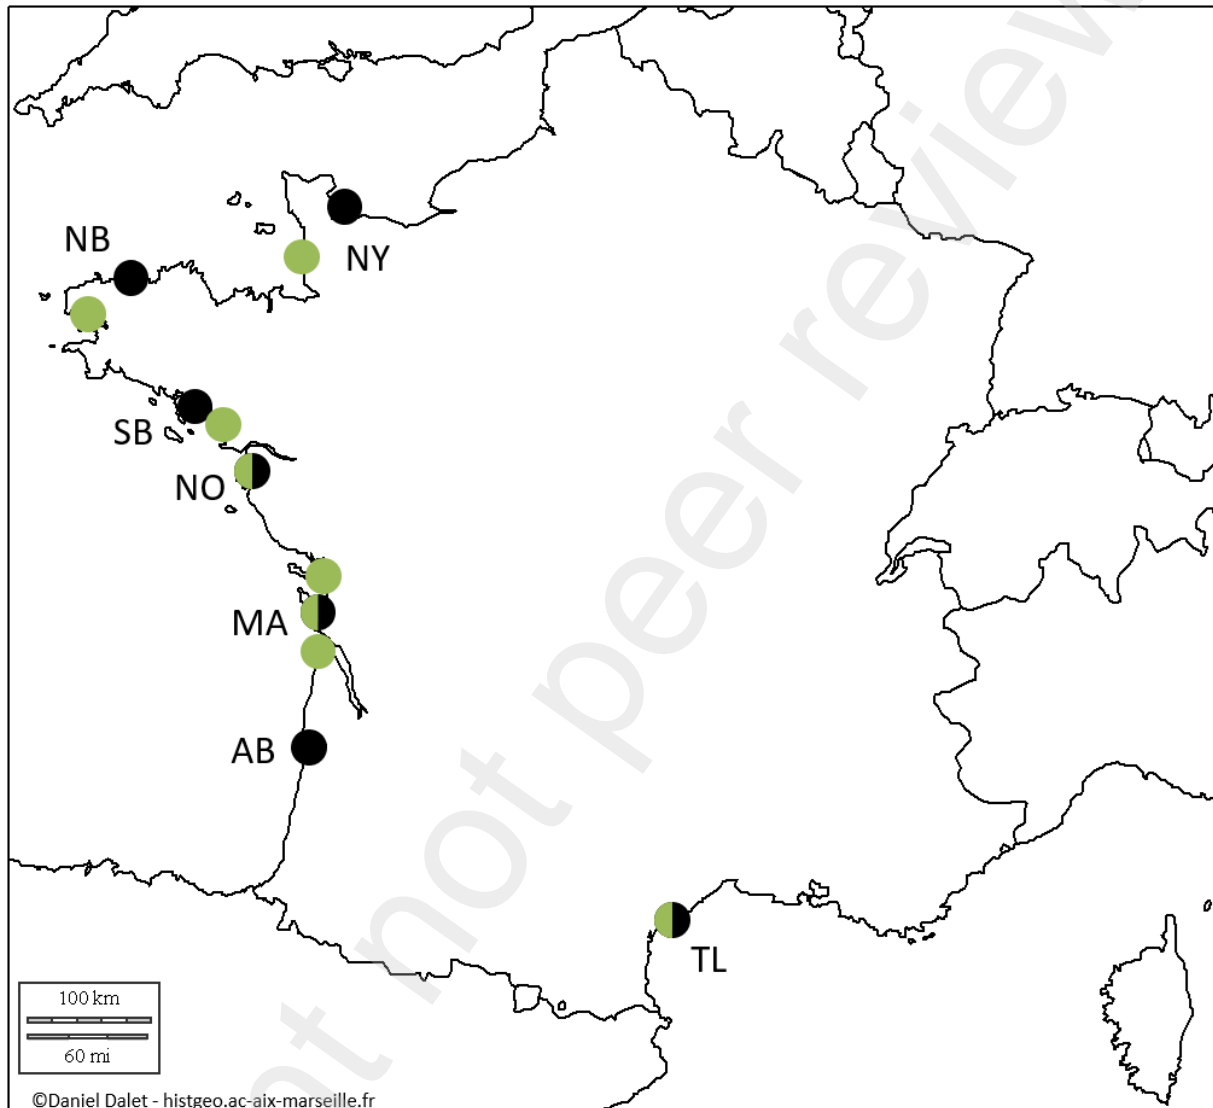 NB
NY
SB
NO
MA
AB
TL
100 km
60 mi
©Daniel Dalet - histgeo.ac-aix-marseille.fr
not peer review